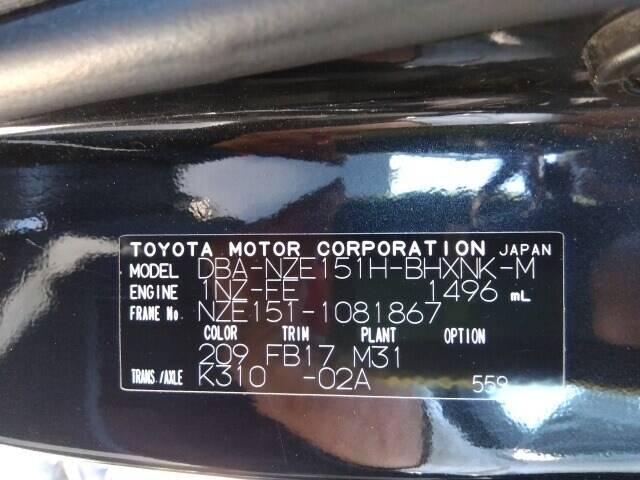 TOYOTA MOTOR CORPORATION JAPAN
MODEL DBA-NZE151H-BHXNK-M
ENGINE 1NZ-FE 1496 mL
FRAME No NZE151-1081867
COLOR TRIM PLANT OPTION
209 FB17 M31
TRANS./AXLE K310 -02A 559